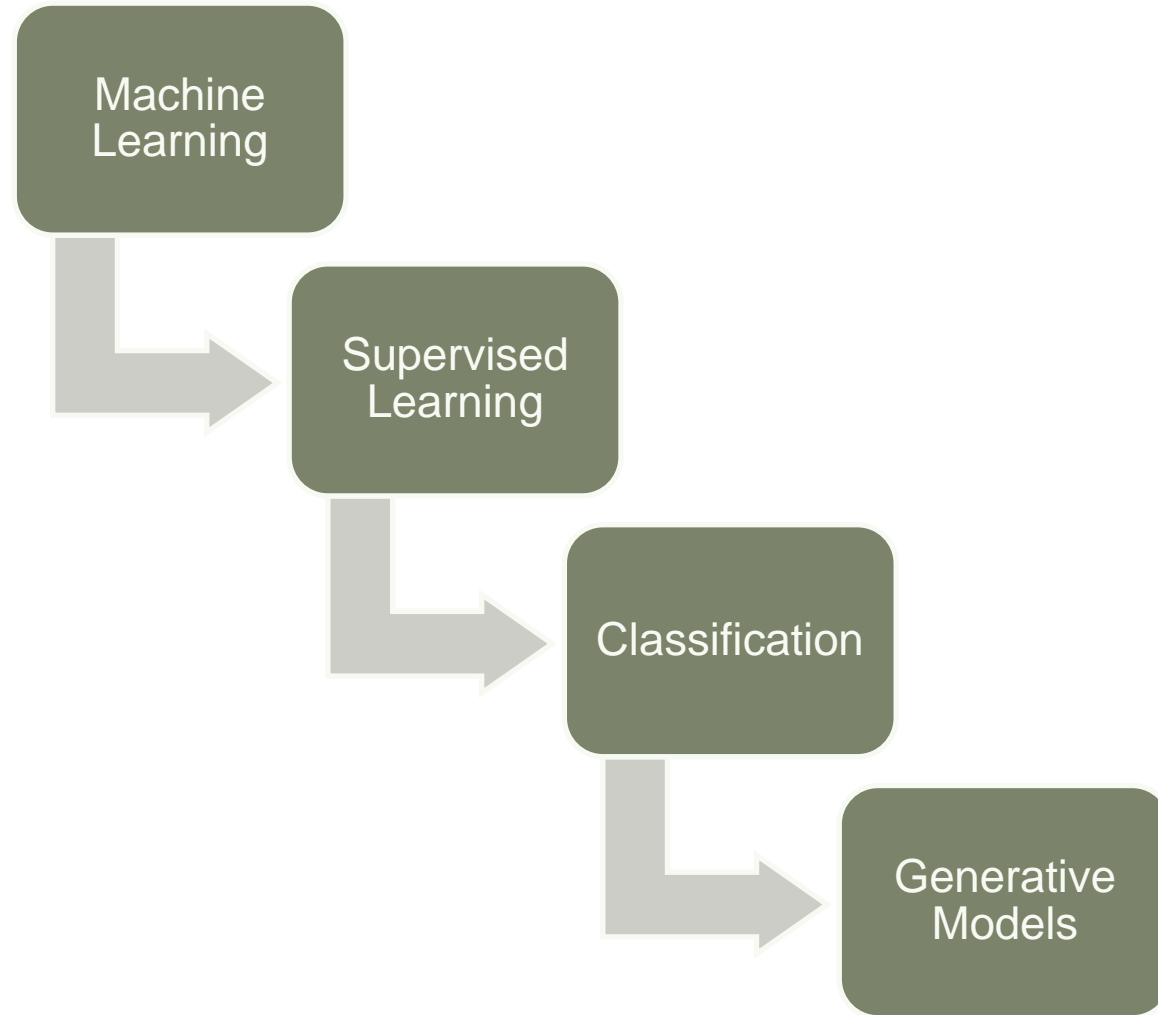 Machine
Learning
Supervised
Learning
Classification
Generative
Models